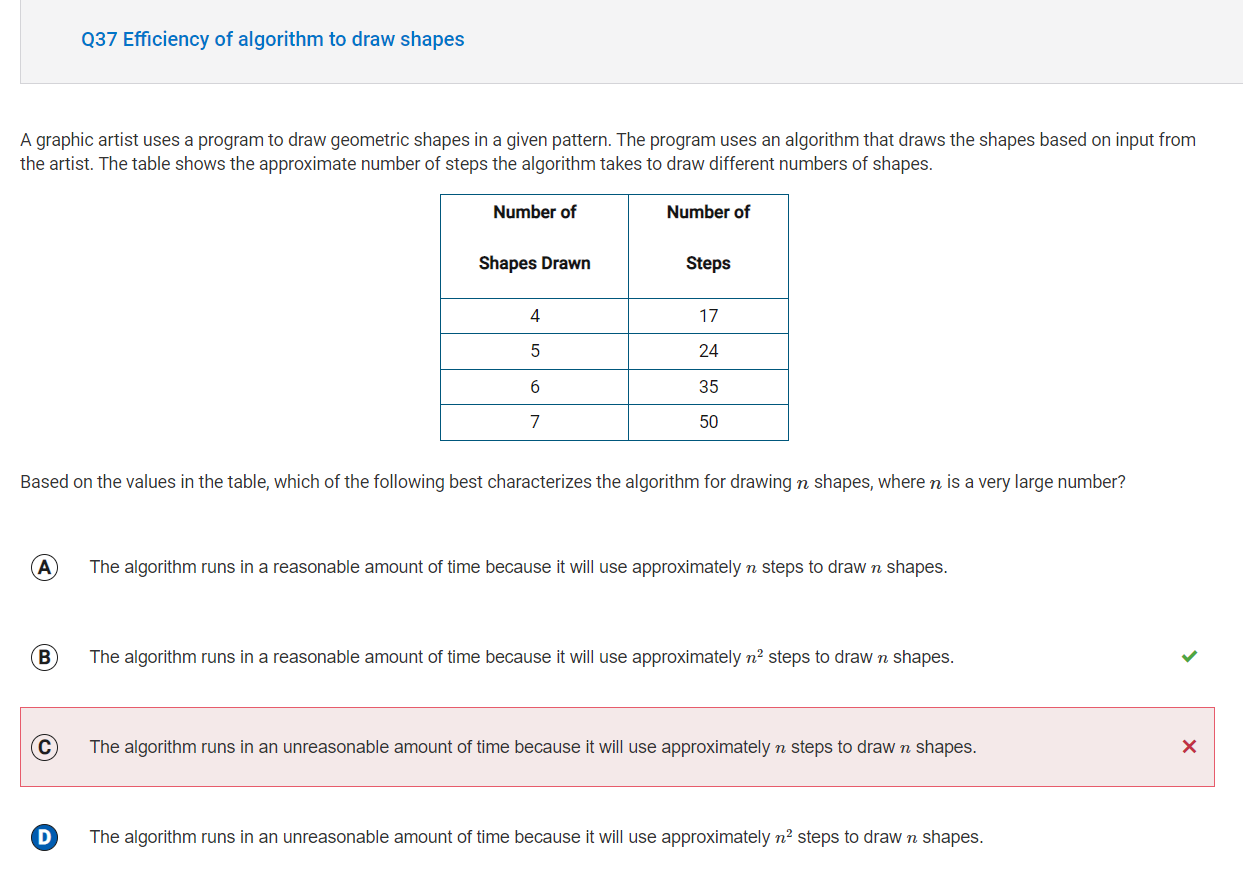 Q37 Efficiency of algorithm to draw shapes
A graphic artist uses a program to draw geometric shapes in a given pattern. The program uses an algorithm that draws the shapes based on input from
the artist. The table shows the approximate number of steps the algorithm takes to draw different numbers of shapes.
Number of Number of
Shapes Drawn Steps
4 17
5 24
6 35
7 50
Based on the values in the table, which of the following best characterizes the algorithm for drawing n shapes, where n is a very large number?
A The algorithm runs in a reasonable amount of time because it will use approximately n steps to draw n shapes.
B The algorithm runs in a reasonable amount of time because it will use approximately n² steps to draw n shapes.
C The algorithm runs in an unreasonable amount of time because it will use approximately n steps to draw n shapes.
D The algorithm runs in an unreasonable amount of time because it will use approximately n² steps to draw n shapes.